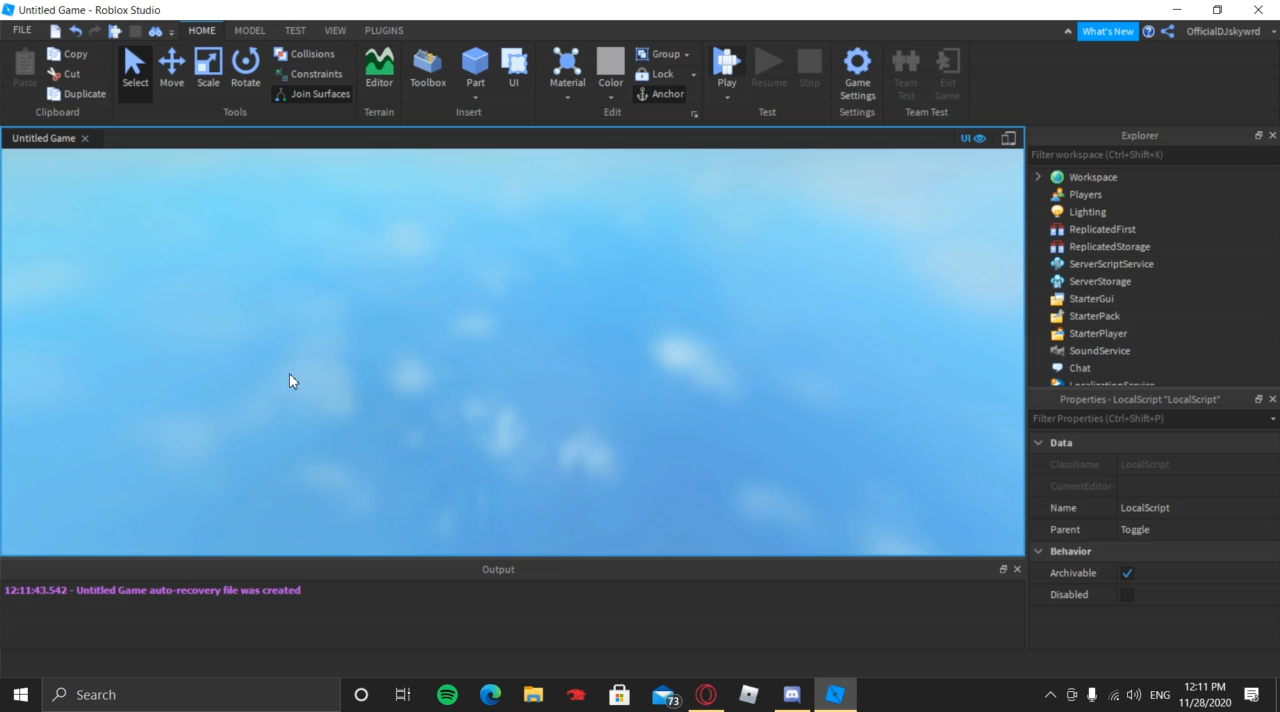 Untitled Game - Roblox Studio
FILE HOME MODEL TEST VIEW PLUGINS What's New OfficialDJskywrd
Paste Copy Cut Duplicate Clipboard
Select Move Scale Rotate Collisions Constraints Join Surfaces Tools
Editor Terrain
Toolbox Part UI Insert
Material Color Group Lock Anchor Edit
Play Resume Stop Test
Game Settings Settings
Team Test Exit Game Team Test
Untitled Game UI
Explorer
Filter workspace (Ctrl+Shift+X)
Workspace
Players
Lighting
ReplicatedFirst
ReplicatedStorage
ServerScriptService
ServerStorage
StarterGui
StarterPack
StarterPlayer
SoundService
Chat
LocalizationService
Properties - LocalScript "LocalScript"
Filter Properties (Ctrl+Shift+P)
Data
ClassName LocalScript
CurrentEditor
Name LocalScript
Parent Toggle
Behavior
Archivable
Disabled
Output
12:11:43.542 - Untitled Game auto-recovery file was created
Search 73 ENG 12:11 PM
11/28/2020